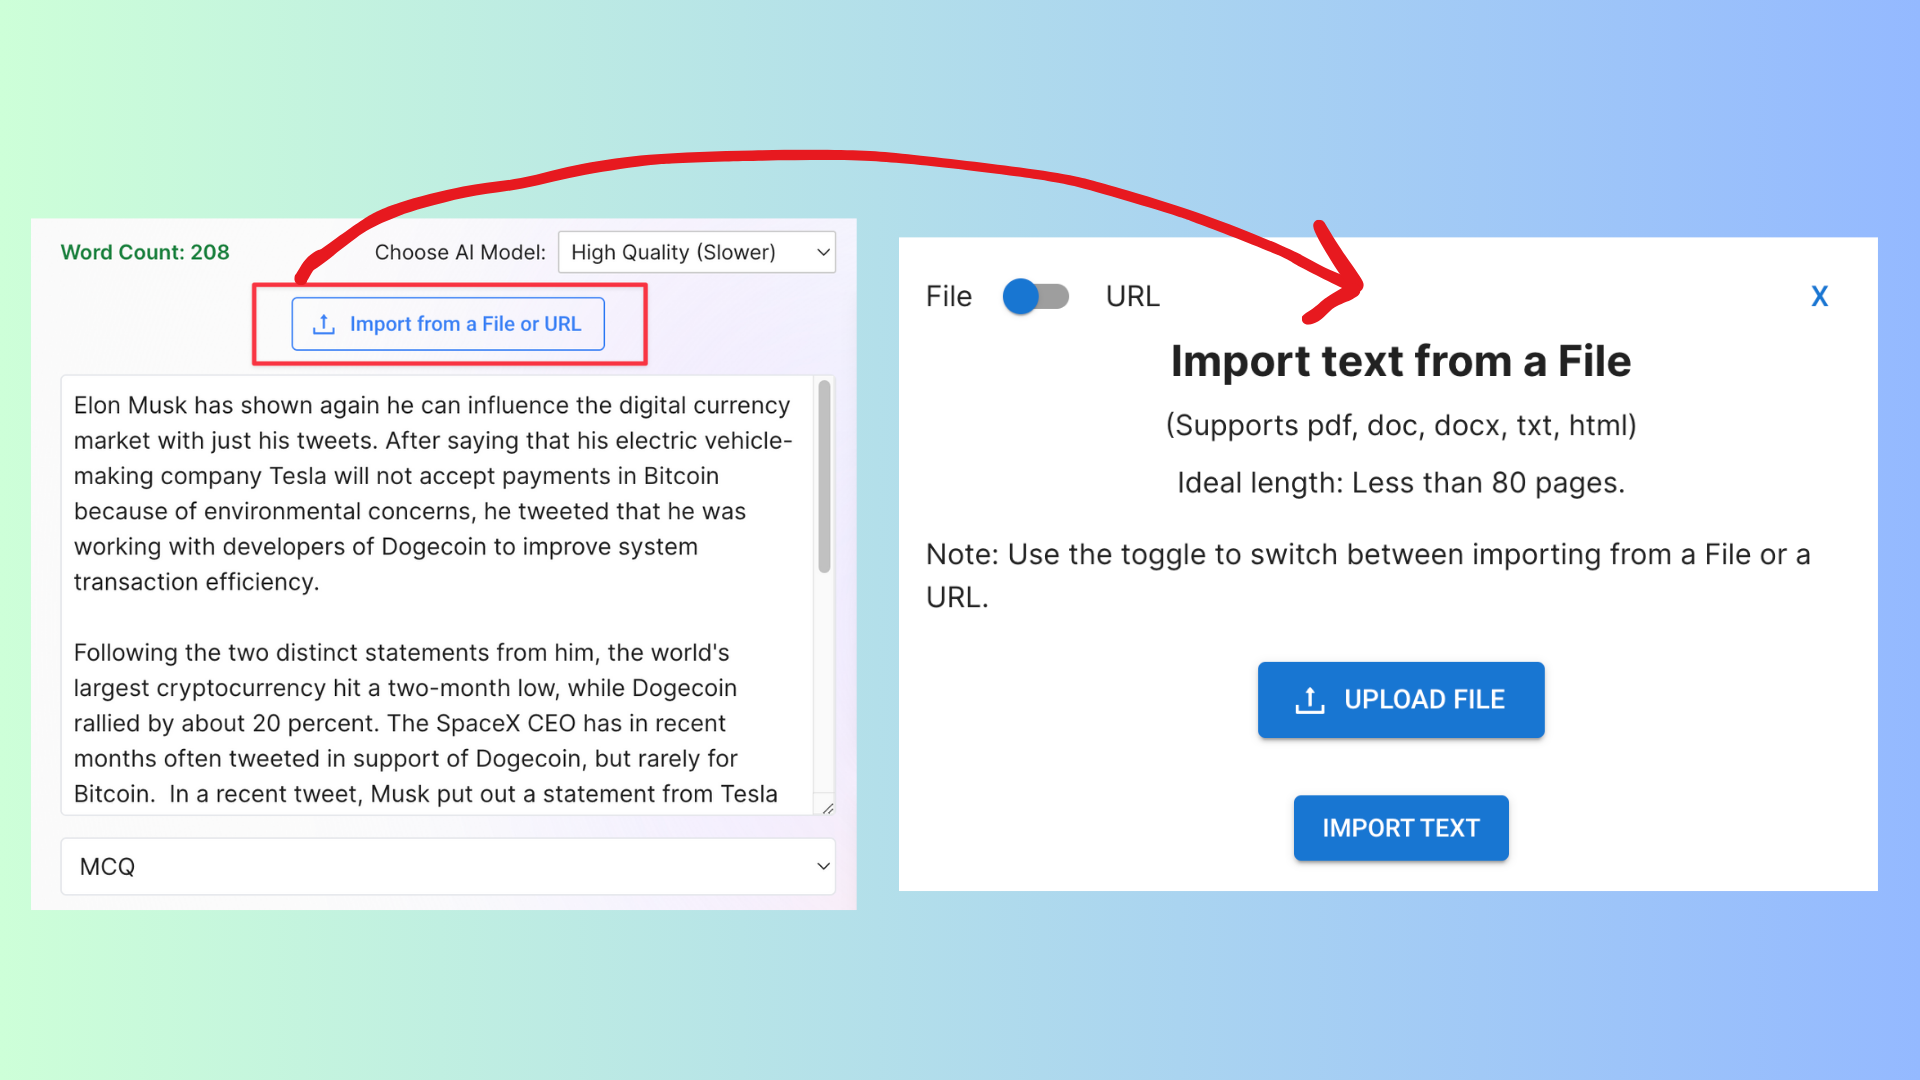 Word Count: 208
Choose AI Model: High Quality (Slower)
Import from a File or URL
Elon Musk has shown again he can influence the digital currency
market with just his tweets. After saying that his electric vehicle-
making company Tesla will not accept payments in Bitcoin
because of environmental concerns, he tweeted that he was
working with developers of Dogecoin to improve system
transaction efficiency.
Following the two distinct statements from him, the world's
largest cryptocurrency hit a two-month low, while Dogecoin
rallied by about 20 percent. The SpaceX CEO has in recent
months often tweeted in support of Dogecoin, but rarely for
Bitcoin.  In a recent tweet, Musk put out a statement from Tesla
MCQ
File URL X
Import text from a File
(Supports pdf, doc, docx, txt, html)
Ideal length: Less than 80 pages.
Note: Use the toggle to switch between importing from a File or a
URL.
UPLOAD FILE
IMPORT TEXT